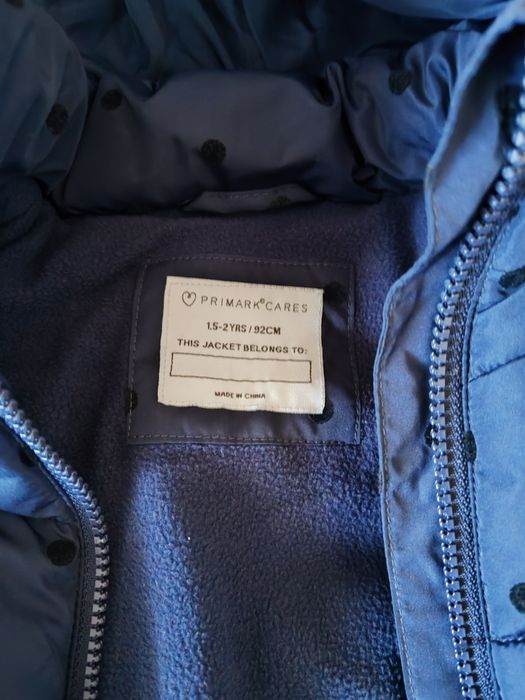 PRIMARK® CARES
1.5-2YRS / 92CM
THIS JACKET BELONGS TO:
MADE IN CHINA